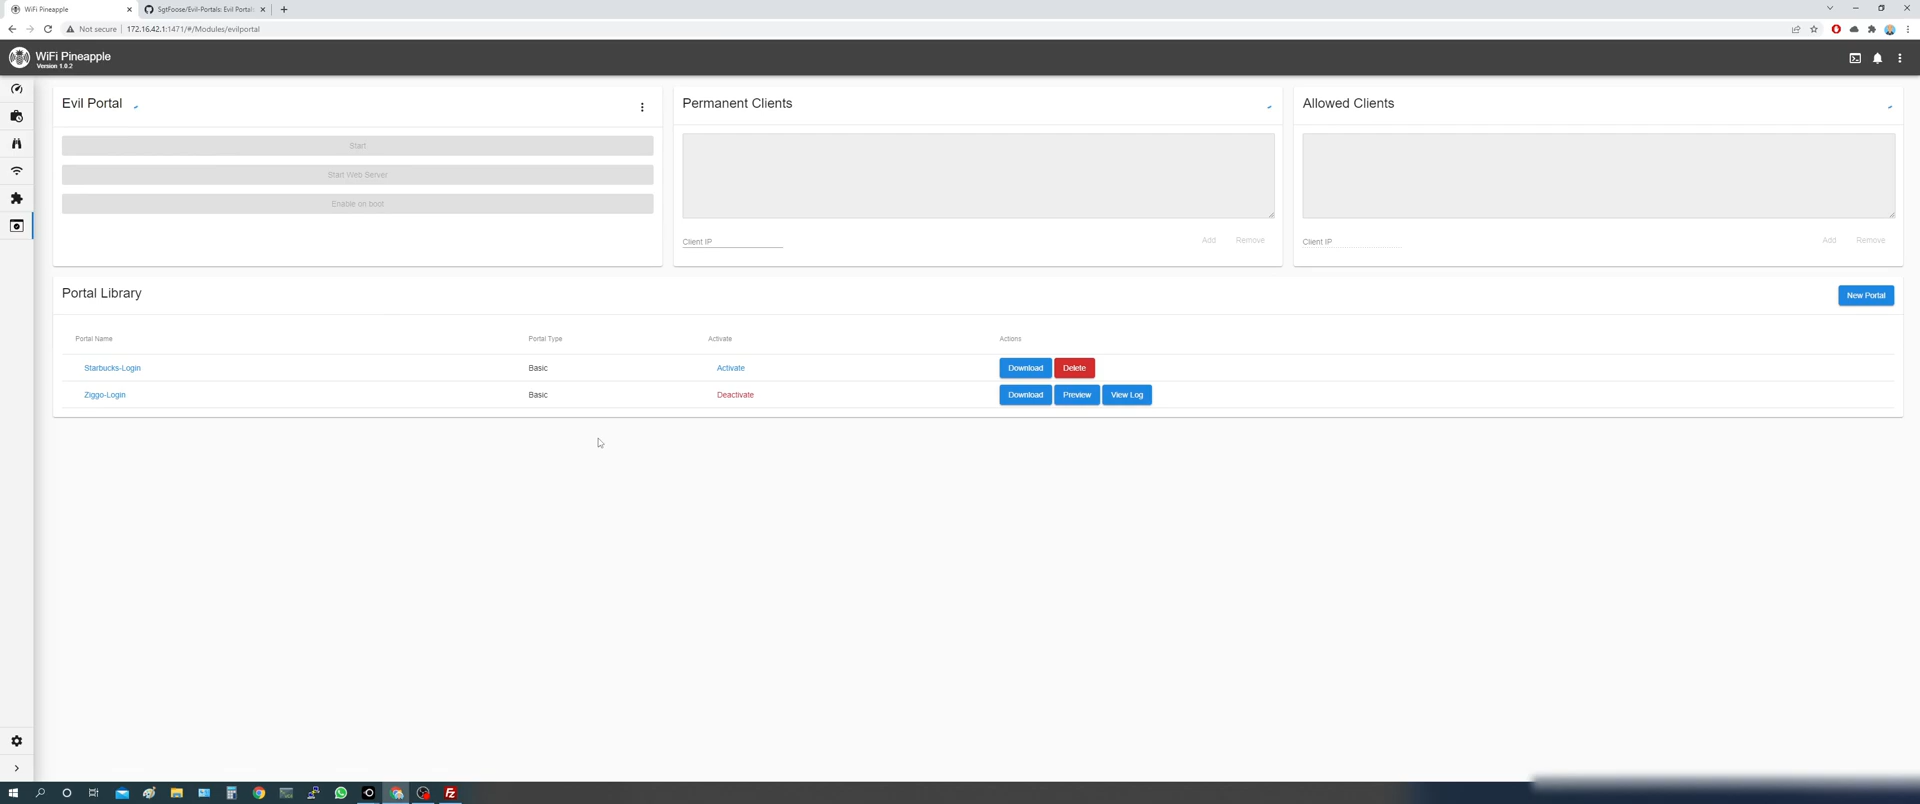 WiFi Pineapple
SgtFoose/Evil-Portals: Evil Portal
Not secure
172.16.42.1:1471/#/Modules/evilportal
WiFi Pineapple
Version 1.0.2
Evil Portal
Start
Start Web Server
Enable on boot
Permanent Clients
Client IP
Add
Remove
Allowed Clients
Client IP
Add
Remove
Portal Library
New Portal
Portal Name
Portal Type
Activate
Actions
Starbucks-Login
Basic
Activate
Download
Delete
Ziggo-Login
Basic
Deactivate
Download
Preview
View Log